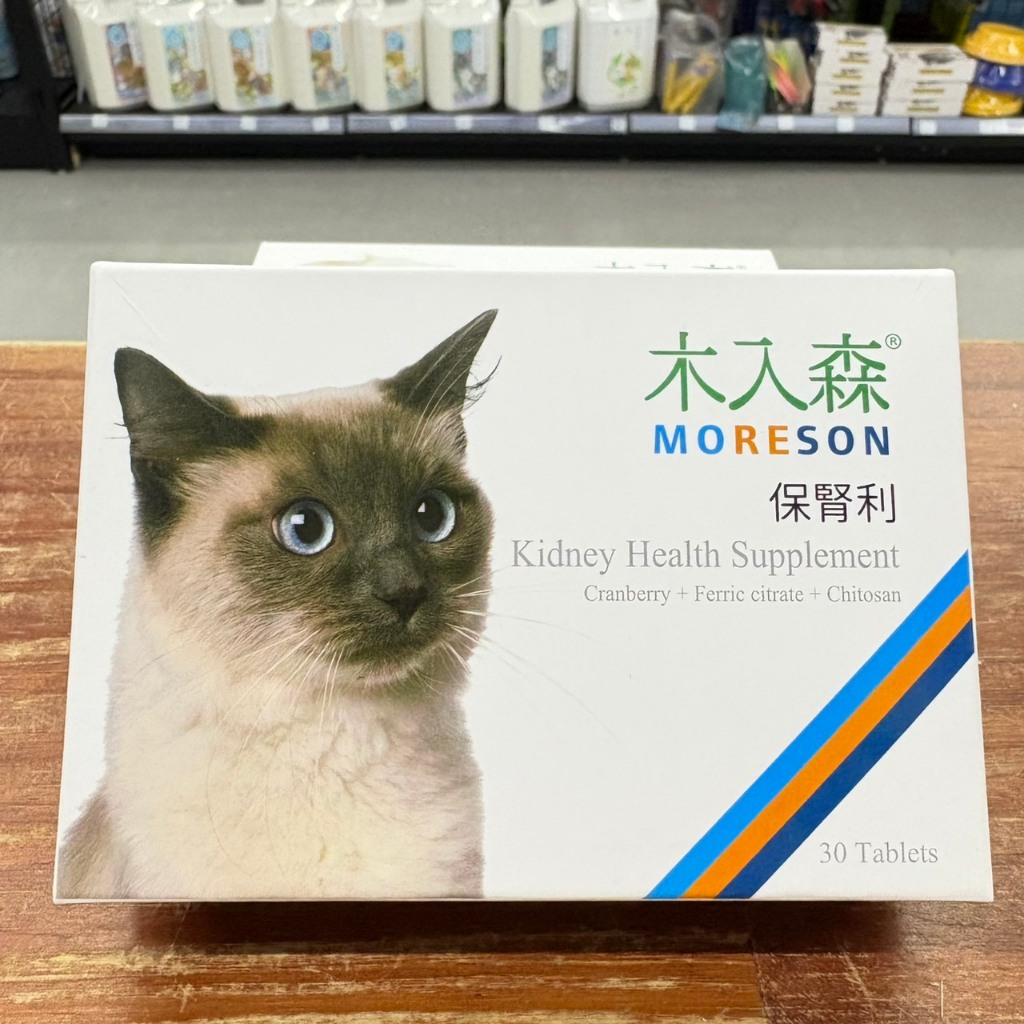 木入森®
MORESON
保腎利
Kidney Health Supplement
Cranberry + Ferric citrate + Chitosan
30 Tablets